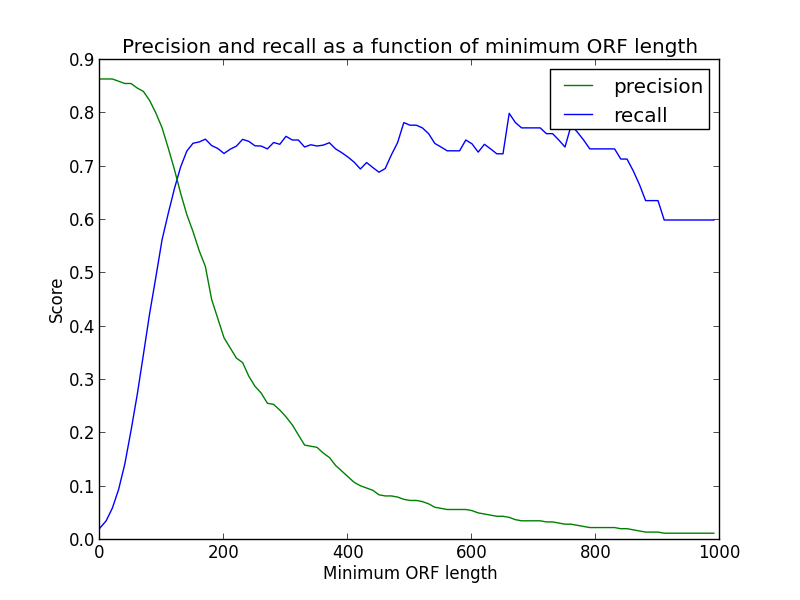 Precision and recall as a function of minimum ORF length
precision
recall
0.9
0.8
0.7
0.6
0.5
0.4
0.3
0.2
0.1
0.0
Score
0 200 400 600 800 1000
Minimum ORF length